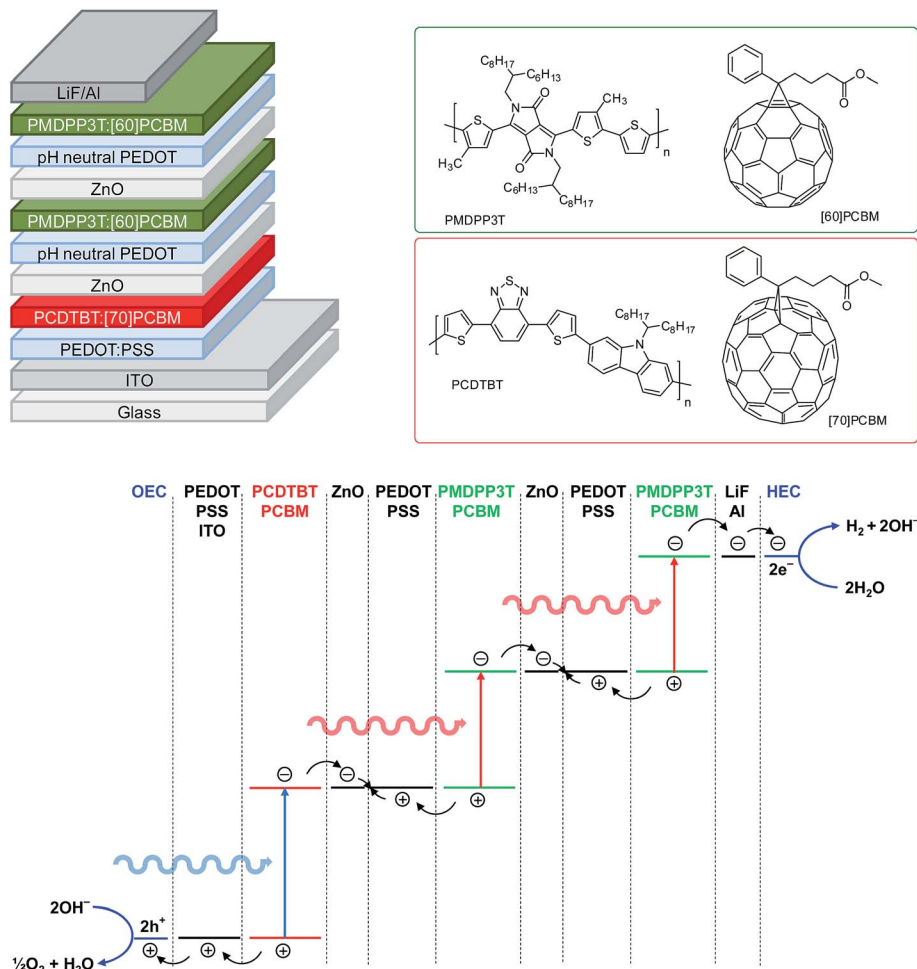 LiF/Al
PMDPP3T:[60]PCBM
pH neutral PEDOT
ZnO
PMDPP3T:[60]PCBM
pH neutral PEDOT
ZnO
PCDTBT:[70]PCBM
PEDOT:PSS
ITO
Glass
C₈H₁₇
C₆H₁₃
N
O
S
CH₃
S
S
S
n
H₃C
O
N
C₆H₁₃
C₈H₁₇
PMDPP3T
O
O
[60]PCBM
S
N N
S
S
C₈H₁₇
C₈H₁₇
N
n
PCDTBT
O
O
[70]PCBM
OEC
PEDOT
PSS
ITO
PCDTBT
PCBM
ZnO
PEDOT
PSS
PMDPP3T
PCBM
ZnO
PEDOT
PSS
PMDPP3T
PCBM
LiF
Al
HEC
H₂ + 2OH⁻
2e⁻
2H₂O
2OH⁻
2h⁺
½O₂ + H₂O